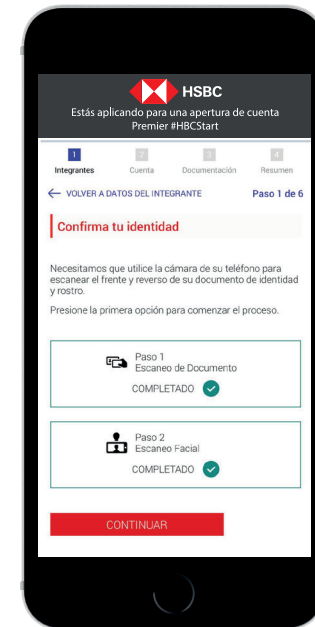 HSBC
Estás aplicando para una apertura de cuenta
Premier #HBCStart
1 2 3 4
Integrantes Cuenta Documentación Resumen
← VOLVER A DATOS DEL INTEGRANTE Paso 1 de 6
Confirma tu identidad
Necesitamos que utilice la cámara de su teléfono para
escanear el frente y reverso de su documento de identidad
y rostro.
Presione la primera opción para comenzar el proceso.
Paso 1
Escaneo de Documento
COMPLETADO
Paso 2
Escaneo Facial
COMPLETADO
CONTINUAR